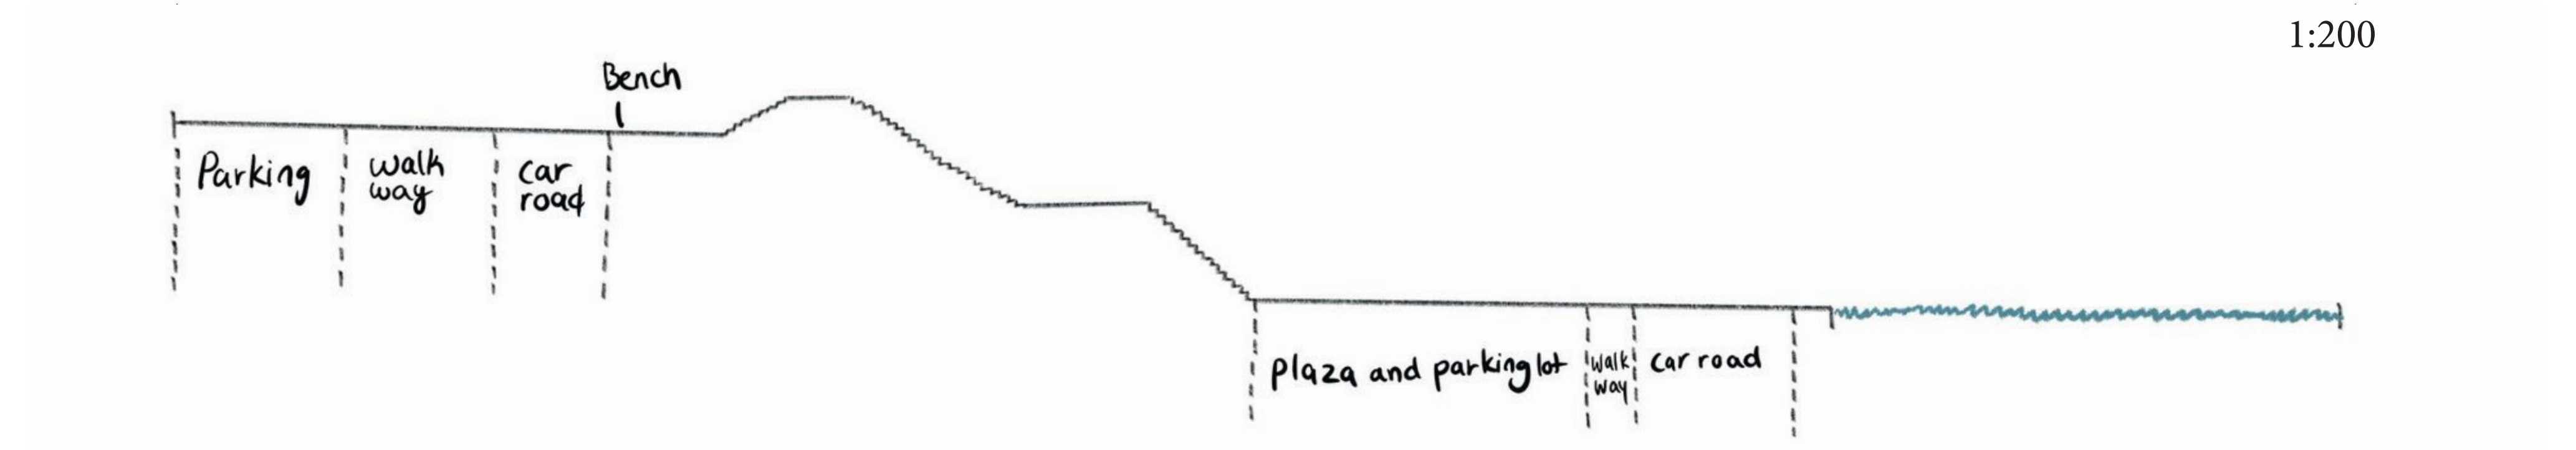 1:200
Bench
Parking
walk
way
car
road
Plaza and parking lot
walk
way
car road